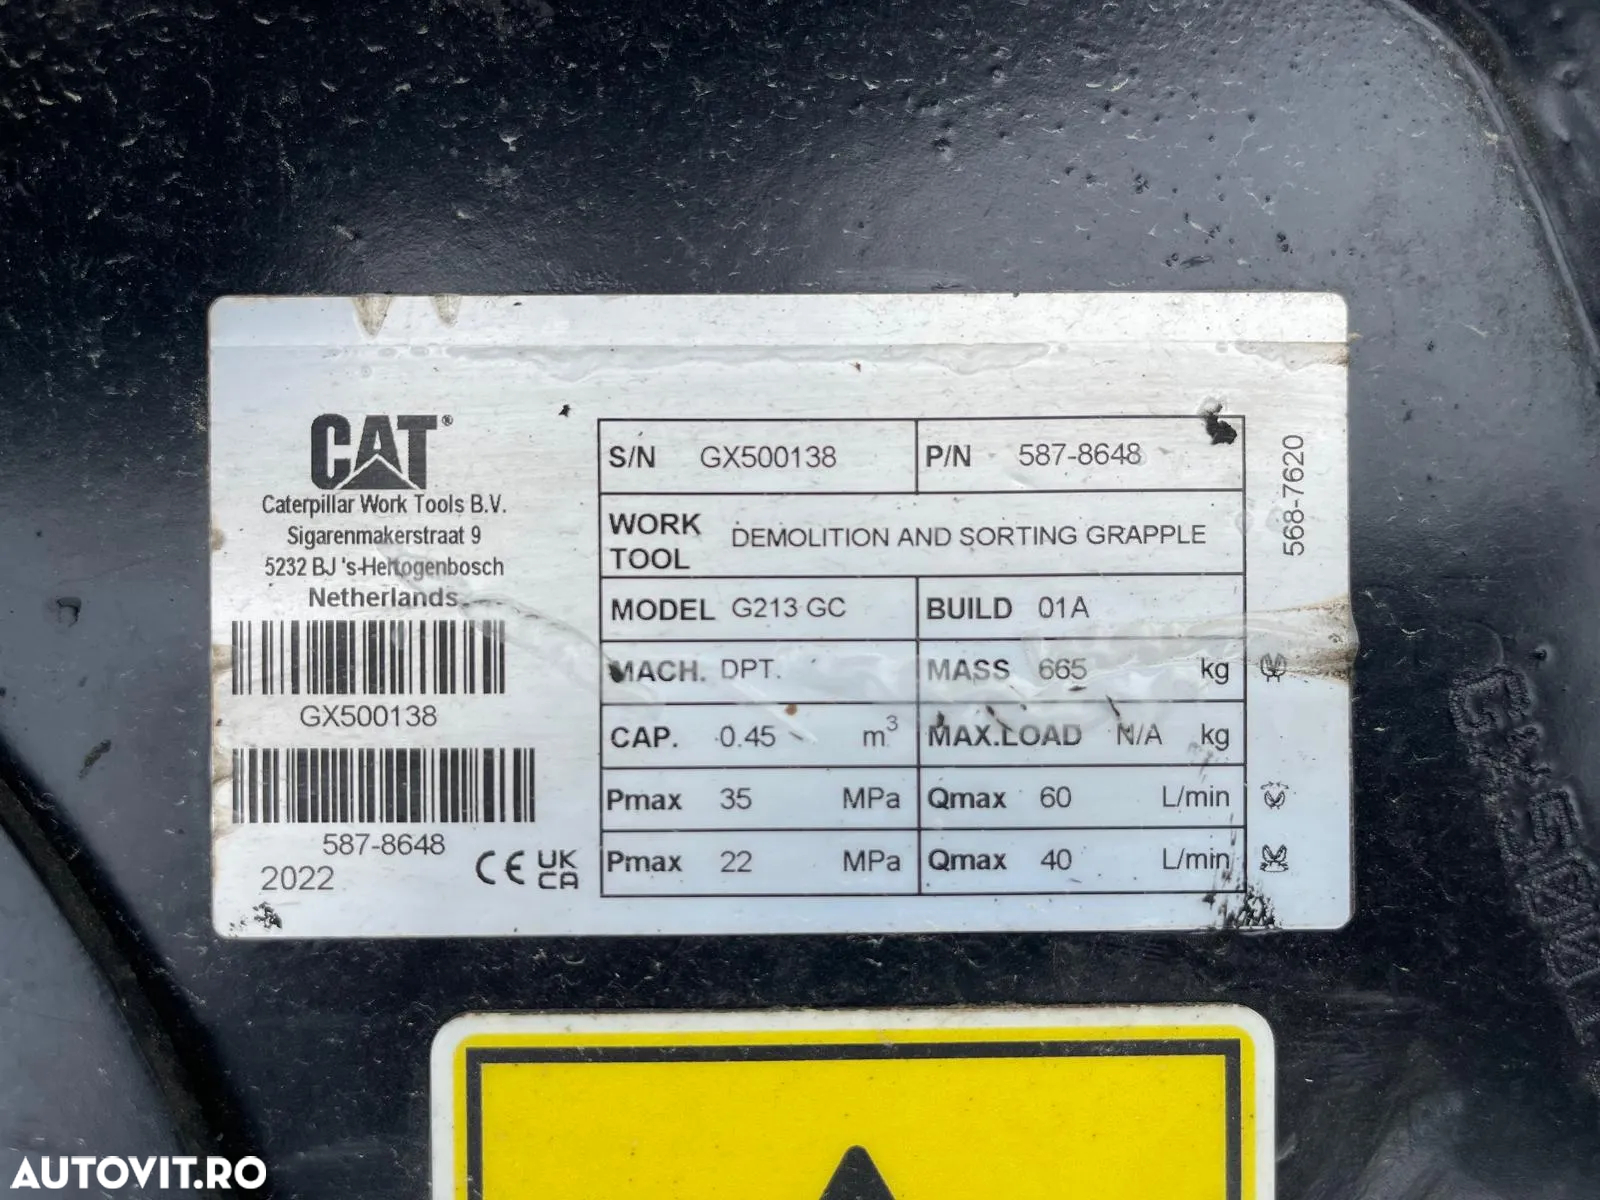 CAT®
Caterpillar Work Tools B.V.
Sigarenmakerstraat 9
5232 BJ 's-Hertogenbosch
Netherlands
GX500138
587-8648
2022
CE UK CA
S/N GX500138 P/N 587-8648
WORK TOOL DEMOLITION AND SORTING GRAPPLE
MODEL G213 GC BUILD 01A
MACH. DPT. MASS 665 kg
CAP. 0.45 m³ MAX.LOAD N/A kg
Pmax 35 MPa Qmax 60 L/min
Pmax 22 MPa Qmax 40 L/min
568-7620
AUTOVIT.RO